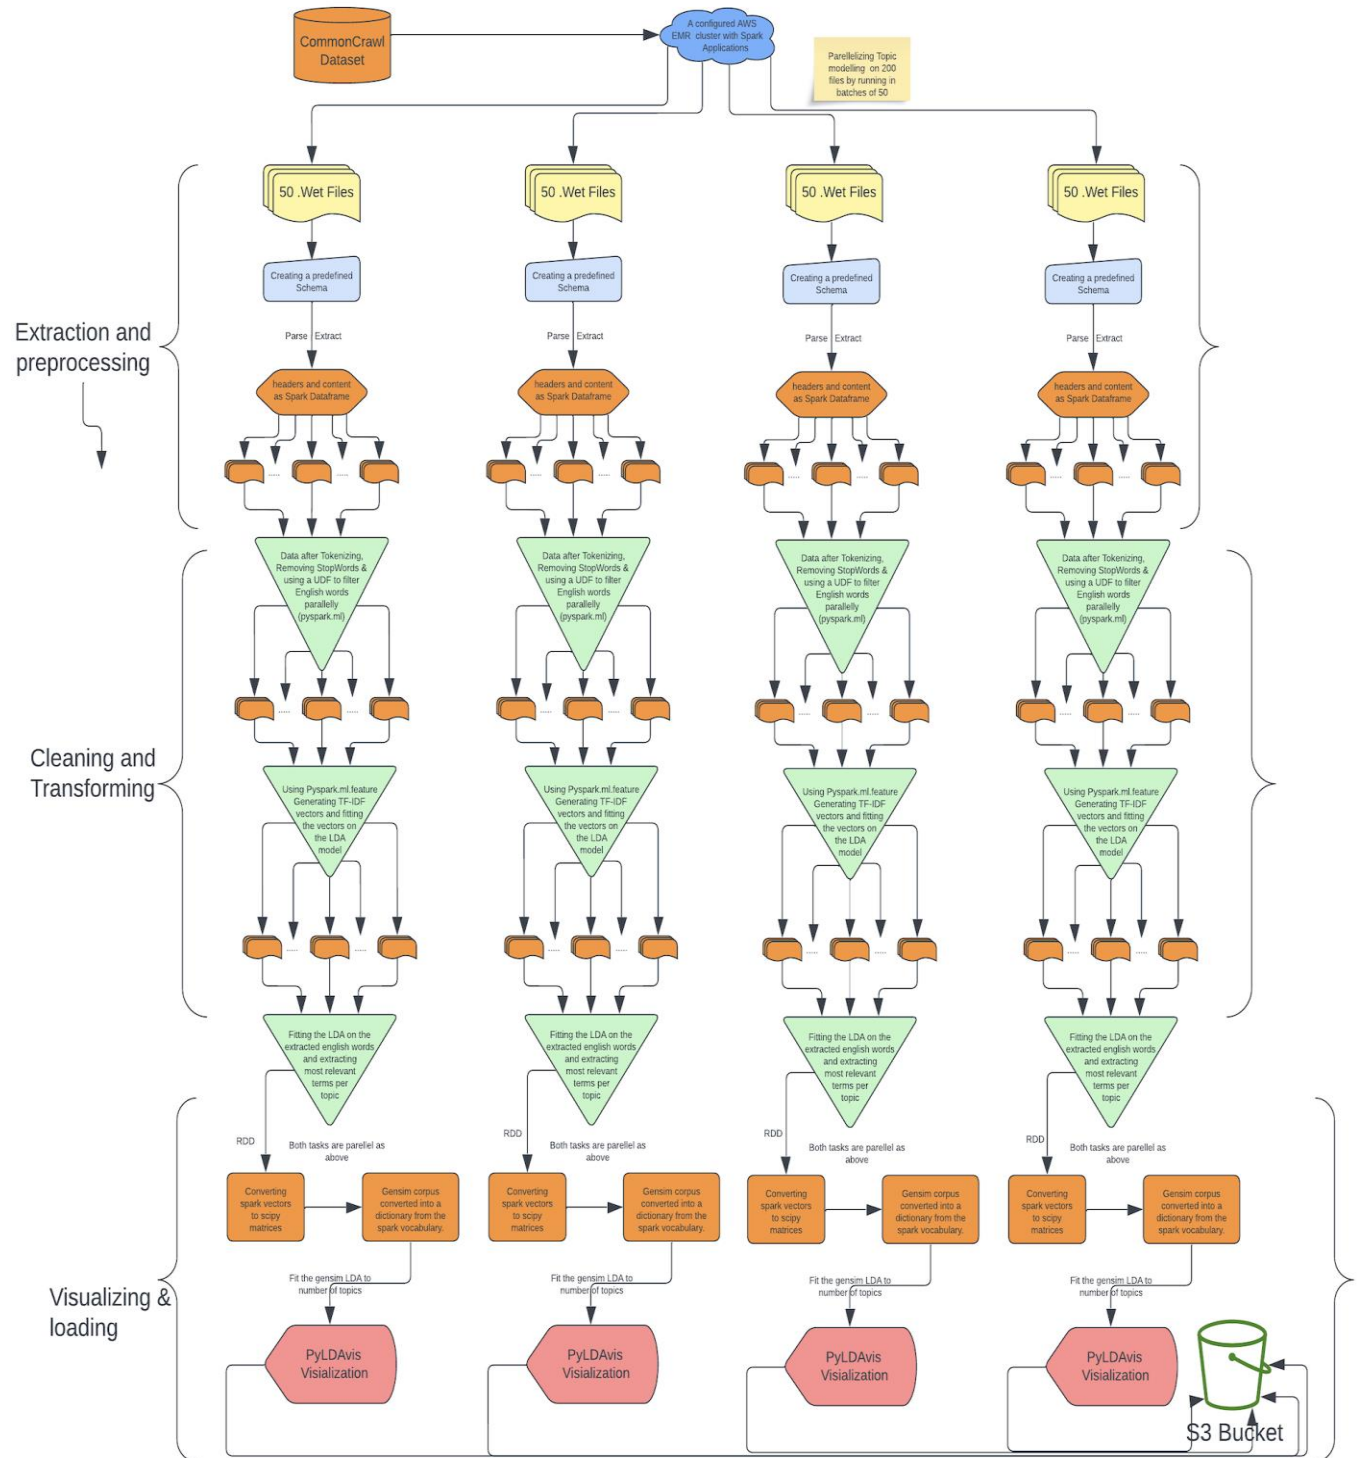 CommonCrawl
Dataset
A configured AWS
EMR cluster with Spark
Applications
Parellelizing Topic
modelling on 200
files by running in
batches of 50
50 .Wet Files
50 .Wet Files
50 .Wet Files
50 .Wet Files
Creating a predefined
Schema
Creating a predefined
Schema
Creating a predefined
Schema
Creating a predefined
Schema
Extraction and
preprocessing
Parse Extract
Parse Extract
Parse Extract
Parse Extract
headers and content
as Spark Dataframe
headers and content
as Spark Dataframe
headers and content
as Spark Dataframe
headers and content
as Spark Dataframe
..... .....
..... .....
..... .....
..... .....
Data after Tokenizing,
Removing StopWords &
using a UDF to filter
English words
parallelly
(pyspark.ml)
Data after Tokenizing,
Removing StopWords &
using a UDF to filter
English words
parallelly
(pyspark.ml)
Data after Tokenizing,
Removing StopWords &
using a UDF to filter
English words
parallelly
(pyspark.ml)
Data after Tokenizing,
Removing StopWords &
using a UDF to filter
English words
parallelly
(pyspark.ml)
..... .....
..... .....
..... .....
..... .....
Cleaning and
Transforming
Using Pyspark.ml.feature
Generating TF-IDF
vectors and fitting
the vectors on
the LDA
model
Using Pyspark.ml.feature
Generating TF-IDF
vectors and fitting
the vectors on
the LDA
model
Using Pyspark.ml.feature
Generating TF-IDF
vectors and fitting
the vectors on
the LDA
model
Using Pyspark.ml.feature
Generating TF-IDF
vectors and fitting
the vectors on
the LDA
model
..... .....
..... .....
..... .....
..... .....
Fitting the LDA on the
extracted english words
and extracting
most relevant
terms per
topic
Fitting the LDA on the
extracted english words
and extracting
most relevant
terms per
topic
Fitting the LDA on the
extracted english words
and extracting
most relevant
terms per
topic
Fitting the LDA on the
extracted english words
and extracting
most relevant
terms per
topic
RDD
Both tasks are parellel as
above
RDD
Both tasks are parellel as
above
RDD
Both tasks are parellel as
above
RDD
Both tasks are parellel as
above
Converting
spark vectors
to scipy
matrices
Gensim corpus
converted into a
dictionary from the
spark vocabulary.
Converting
spark vectors
to scipy
matrices
Gensim corpus
converted into a
dictionary from the
spark vocabulary.
Converting
spark vectors
to scipy
matrices
Gensim corpus
converted into a
dictionary from the
spark vocabulary.
Converting
spark vectors
to scipy
matrices
Gensim corpus
converted into a
dictionary from the
spark vocabulary.
Visualizing &
loading
Fit the gensim LDA to
number of topics
Fit the gensim LDA to
number of topics
Fit the gensim LDA to
number of topics
Fit the gensim LDA to
number of topics
PyLDAvis
Visialization
PyLDAvis
Visialization
PyLDAvis
Visialization
PyLDAvis
Visialization
S3 Bucket